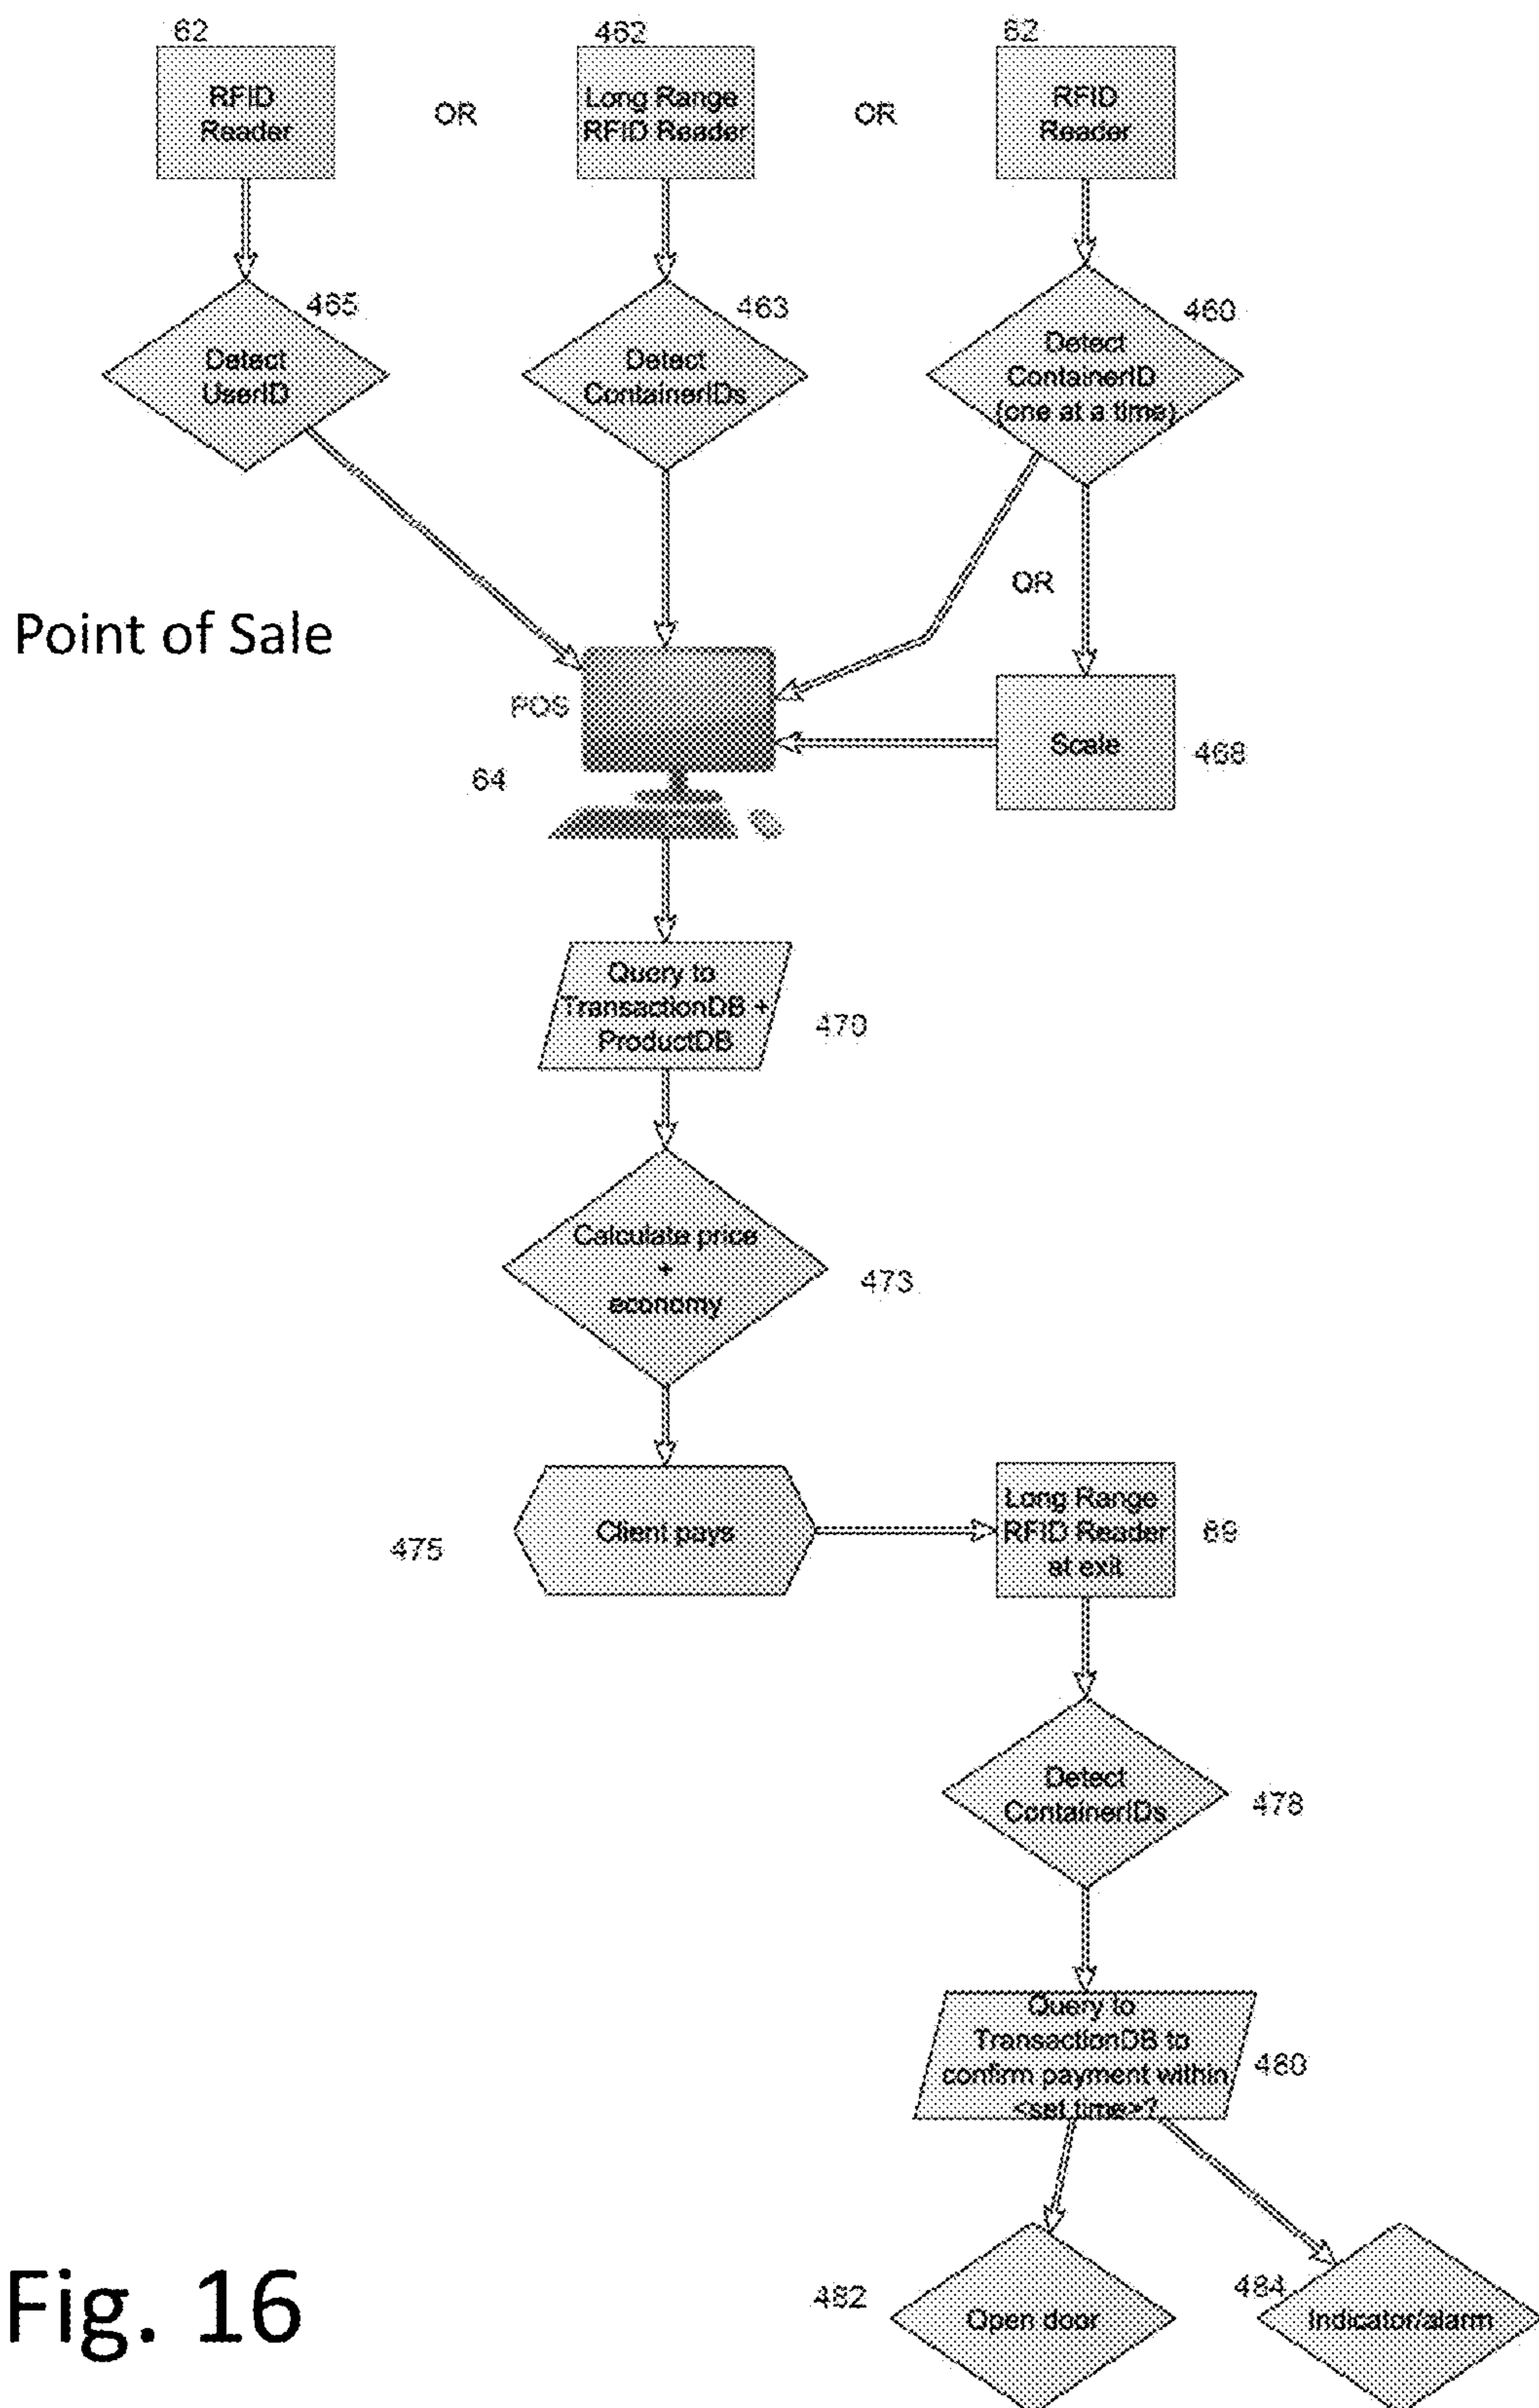 62
462
62
RFID
Reader
OR
Long Range
RFID Reader
OR
RFID
Reader
465
463
460
Detect
UserID
Detect
ContainerIDs
Detect
ContainerID
(one at a time)
OR
Point of Sale
POS
Scale
468
64
Query to
TransactionDB +
ProductDB
470
Calculate price
+
economy
473
Client pays
475
Long Range
RFID Reader
at exit
69
Detect
ContainerIDs
478
Query to
TransactionDB to
confirm payment within
<set time>?
480
482
Open door
484
Indicator/alarm
Fig. 16